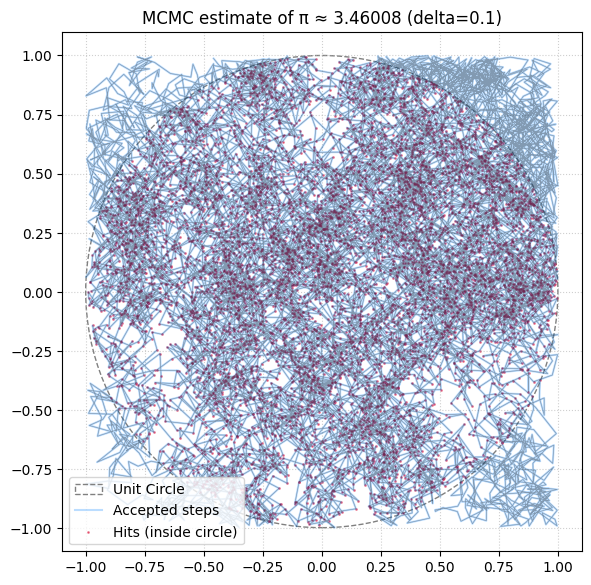 MCMC estimate of π ≈ 3.46008 (delta=0.1)
1.00
0.75
0.50
0.25
0.00
−0.25
−0.50
−0.75
−1.00
Unit Circle
Accepted steps
Hits (inside circle)
−1.00 −0.75 −0.50 −0.25 0.00 0.25 0.50 0.75 1.00